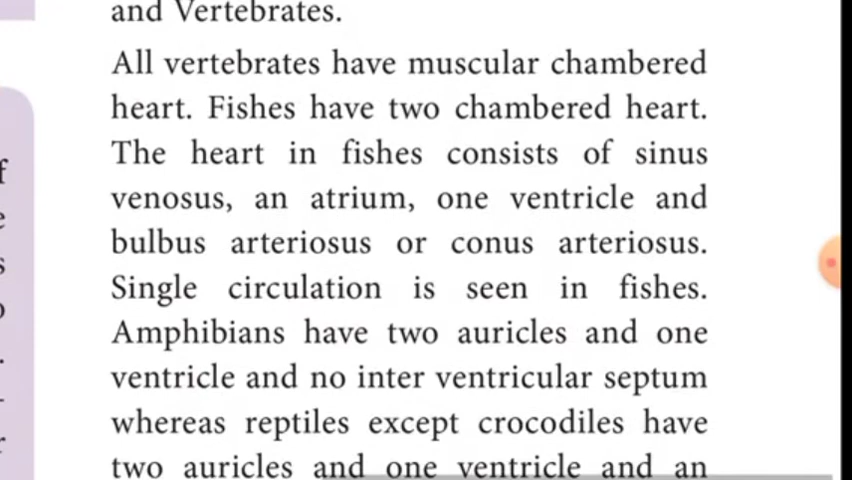 and Vertebrates.
All vertebrates have muscular chambered
heart. Fishes have two chambered heart.
The heart in fishes consists of sinus
venosus, an atrium, one ventricle and
bulbus arteriosus or conus arteriosus.
Single circulation is seen in fishes.
Amphibians have two auricles and one
ventricle and no inter ventricular septum
whereas reptiles except crocodiles have
two auricles and one ventricle and an